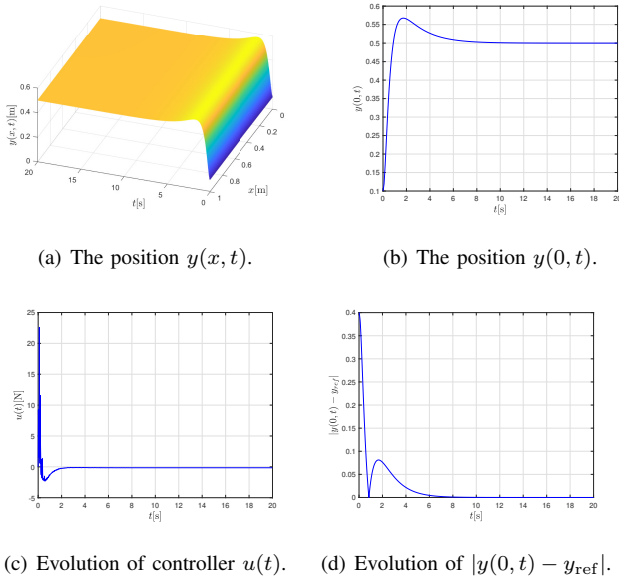 0.6
0.4
0.2
0
y(x, t)[m]
20
15
10
5
0
t[s]
0
0.2
0.4
0.6
0.8
1
x[m]
0.6
0.55
0.5
0.45
0.4
0.35
0.3
0.25
0.2
0.15
0.1
y(0, t)
0 2 4 6 8 10 12 14 16 18 20
t[s]
(a) The position y(x, t).
(b) The position y(0, t).
25
20
15
10
5
0
-5
u(t)[N]
0 2 4 6 8 10 12 14 16 18 20
t[s]
0.4
0.35
0.3
0.25
0.2
0.15
0.1
0.05
0
|y(0, t) − y_ref|
0 2 4 6 8 10 12 14 16 18 20
t[s]
(c) Evolution of controller u(t).
(d) Evolution of |y(0, t) − y_ref|.